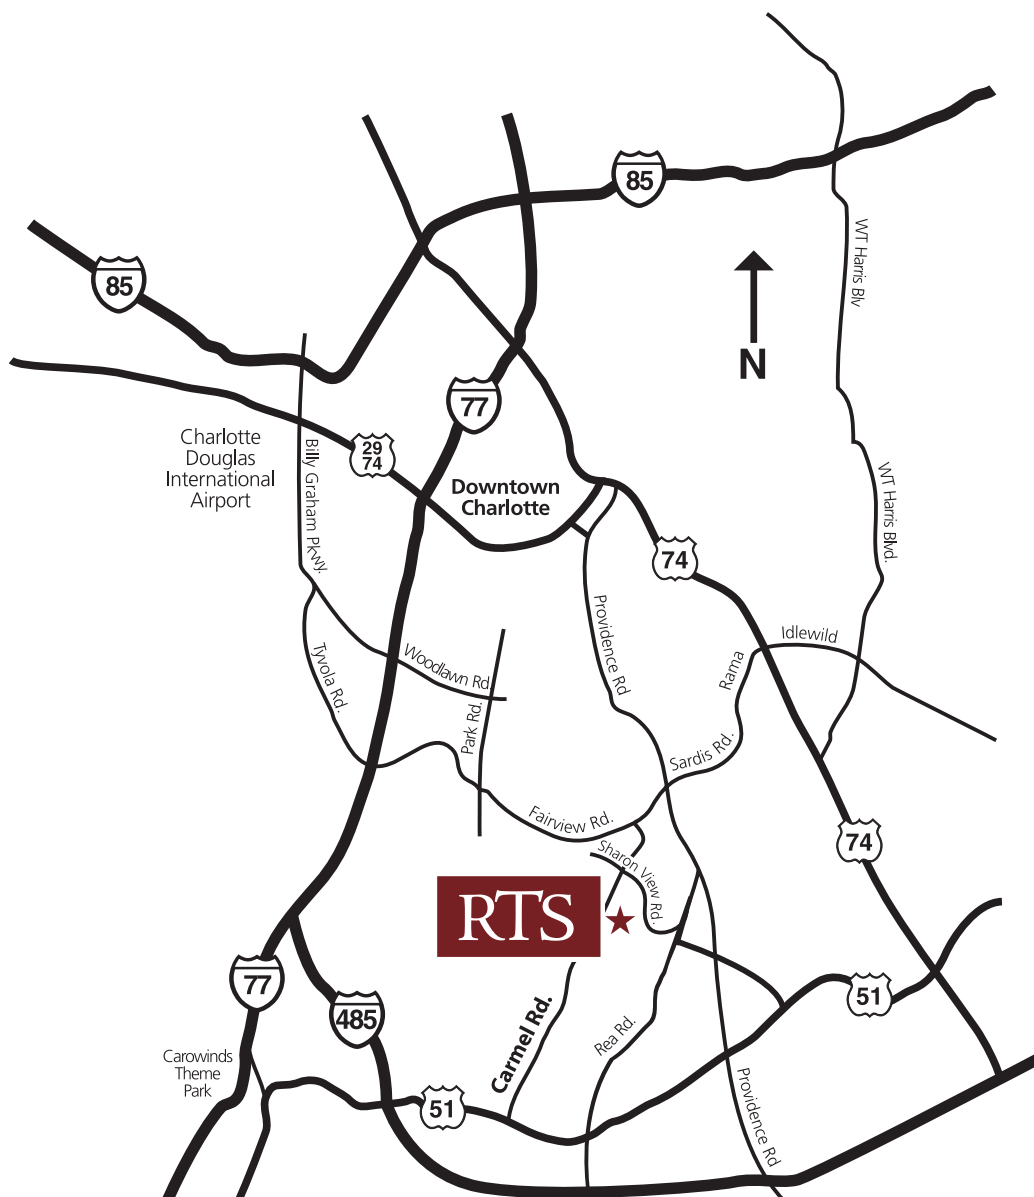 85
WT Harris Blv
85
N
77
Charlotte
Douglas
International
Airport
29
74
Billy Graham Pkwy.
Downtown
Charlotte
WT Harris Blvd.
74
Providence Rd
Idlewild
Tyvola Rd.
Woodlawn Rd.
Rama
Park Rd.
Sardis Rd.
Fairview Rd.
74
Sharon View Rd.
RTS
77
51
485
Carmel Rd.
Rea Rd.
Carowinds
Theme
Park
51
Providence Rd